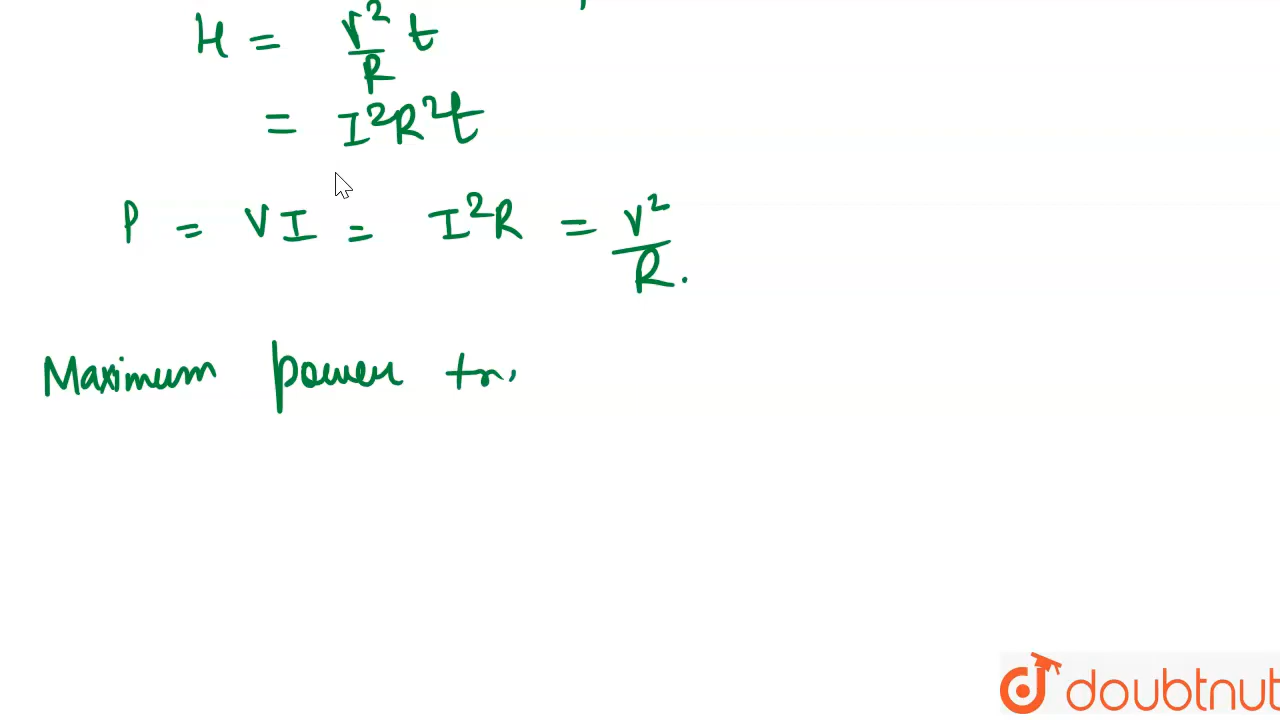 H = V²/R t
= I²R²t
P = VI = I²R = V²/R.
Maximum power tr
doubtnut